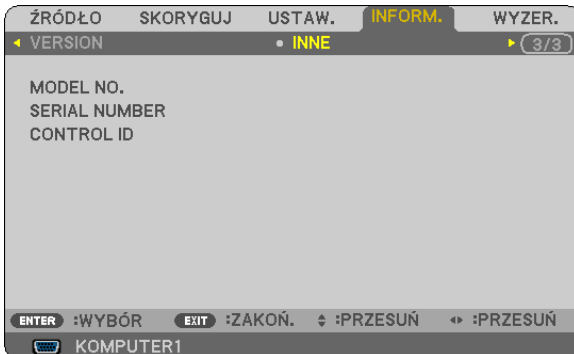 ŹRÓDŁO SKORYGUJ USTAW. INFORM. WYZER.
VERSION • INNE 3/3
MODEL NO.
SERIAL NUMBER
CONTROL ID
ENTER :WYBÓR EXIT :ZAKOŃ. :PRZESUŃ :PRZESUŃ
KOMPUTER1